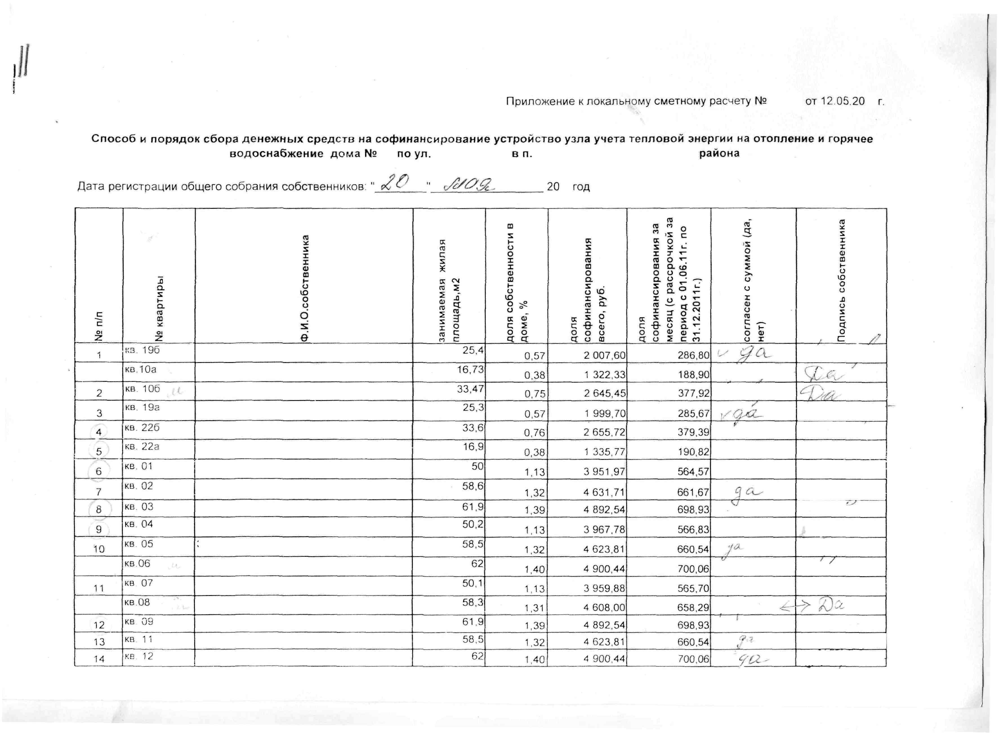 Приложение к локальному сметному расчету № от 12.05.20 г.
Способ и порядок сбора денежных средств на софинансирование устройство узла учета тепловой энергии на отопление и горячее
водоснабжение дома № по ул. в п. района
Дата регистрации общего собрания собственников: " 20 " мая 20 год
№ п/п
№ квартиры
Ф.И.О.собственника
занимаемая жилая
площадь,м2
доля собственности в
доме, %
доля
софинансирования
всего, руб.
доля
софинансирования за
месяц (с рассрочкой за
период с 01.06.11г. по
31.12.2011г.)
согласен с суммой (да,
нет)
Подпись собственника
1 кв. 19б 25,4 0,57 2 007,60 286,80 да
кв.10а 16,73 0,38 1 322,33 188,90 Да
2 кв. 10б 33,47 0,75 2 645,45 377,92 Да
3 кв. 19а 25,3 0,57 1 999,70 285,67 да
4 кв. 22б 33,6 0,76 2 655,72 379,39
5 кв. 22а 16,9 0,38 1 335,77 190,82
6 кв. 01 50 1,13 3 951,97 564,57
7 кв. 02 58,6 1,32 4 631,71 661,67 да
8 кв. 03 61,9 1,39 4 892,54 698,93
9 кв. 04 50,2 1,13 3 967,78 566,83
10 кв. 05 58,5 1,32 4 623,81 660,54 да
кв.06 62 1,40 4 900,44 700,06
11 кв. 07 50,1 1,13 3 959,88 565,70
кв.08 58,3 1,31 4 608,00 658,29 Да
12 кв. 09 61,9 1,39 4 892,54 698,93
13 кв. 11 58,5 1,32 4 623,81 660,54 да
14 кв. 12 62 1,40 4 900,44 700,06 да